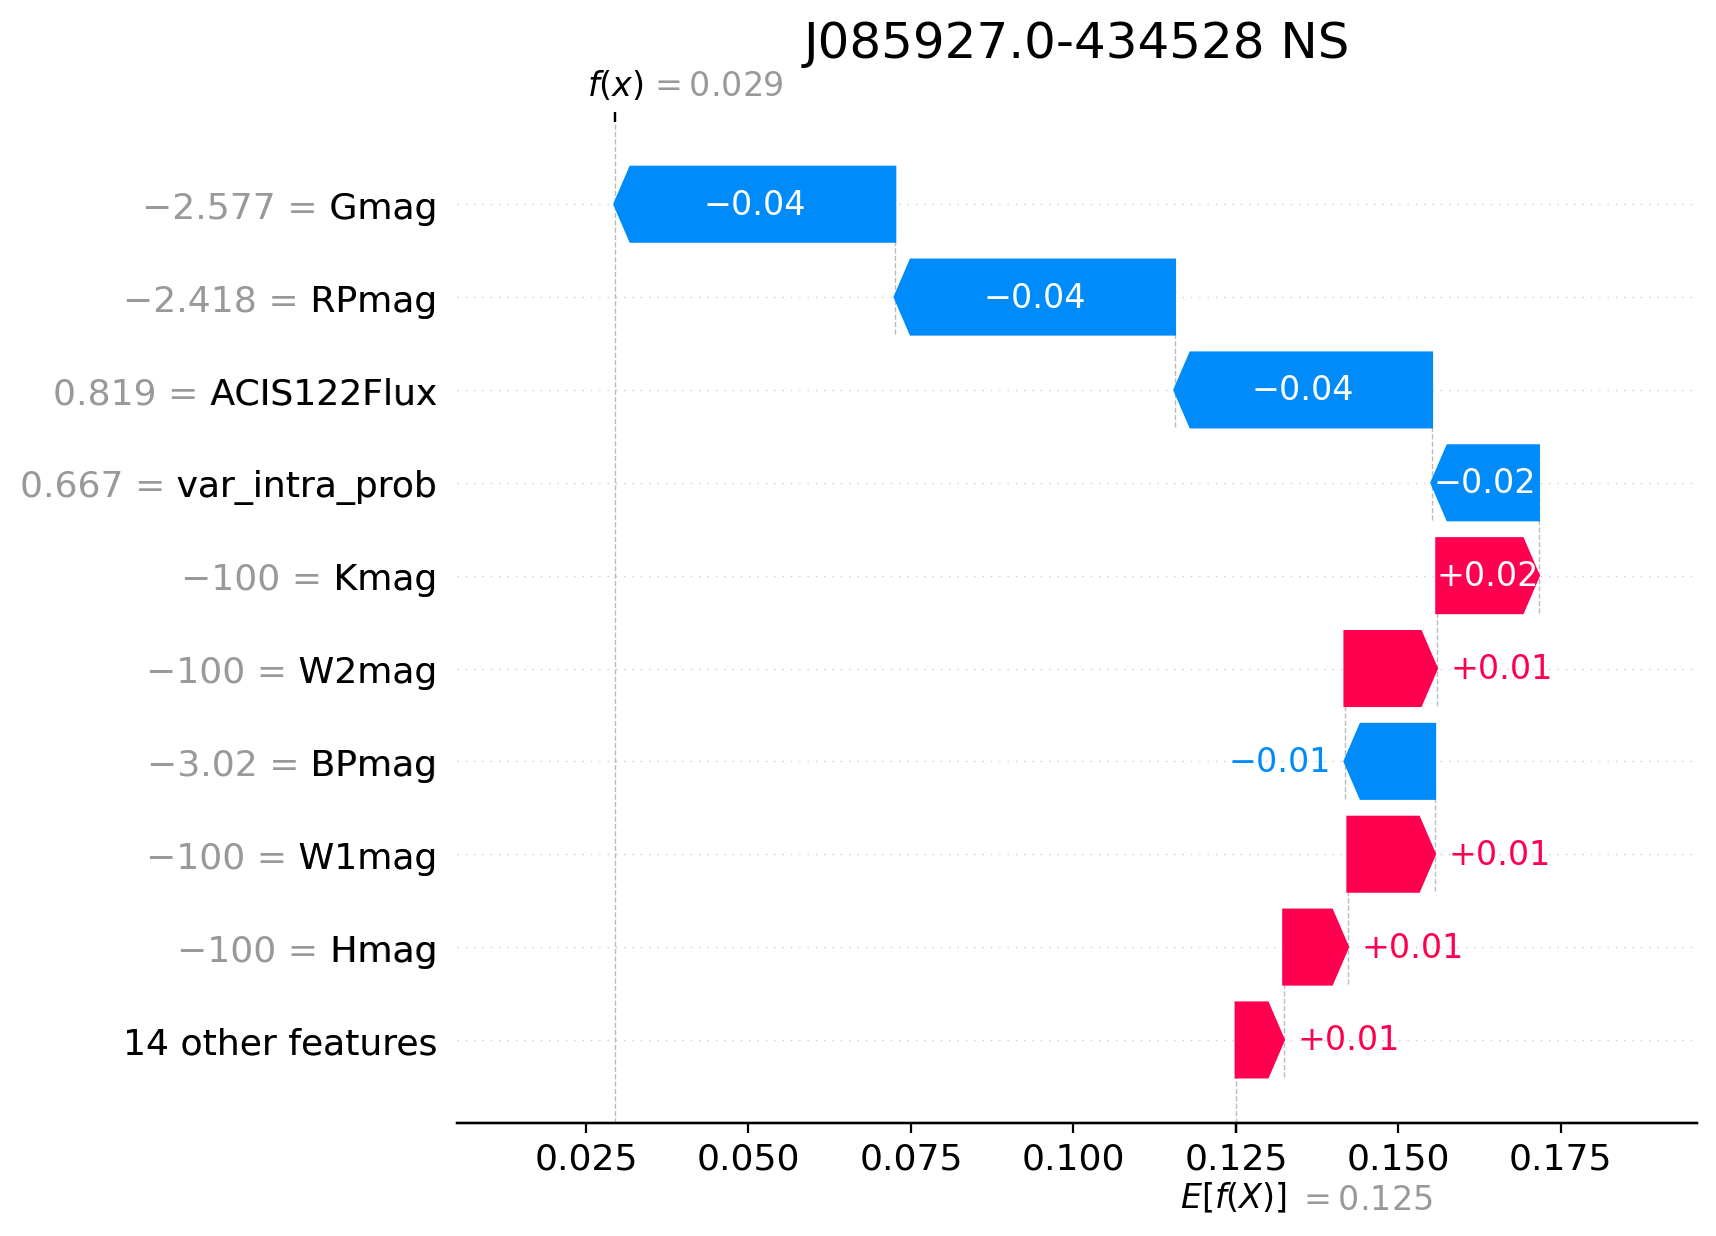 J085927.0-434528 NS
f(x) = 0.029
−2.577 = Gmag −0.04
−2.418 = RPmag −0.04
0.819 = ACIS122Flux −0.04
0.667 = var_intra_prob −0.02
−100 = Kmag +0.02
−100 = W2mag +0.01
−3.02 = BPmag −0.01
−100 = W1mag +0.01
−100 = Hmag +0.01
14 other features +0.01
0.025 0.050 0.075 0.100 0.125 0.150 0.175
E[f(X)] = 0.125